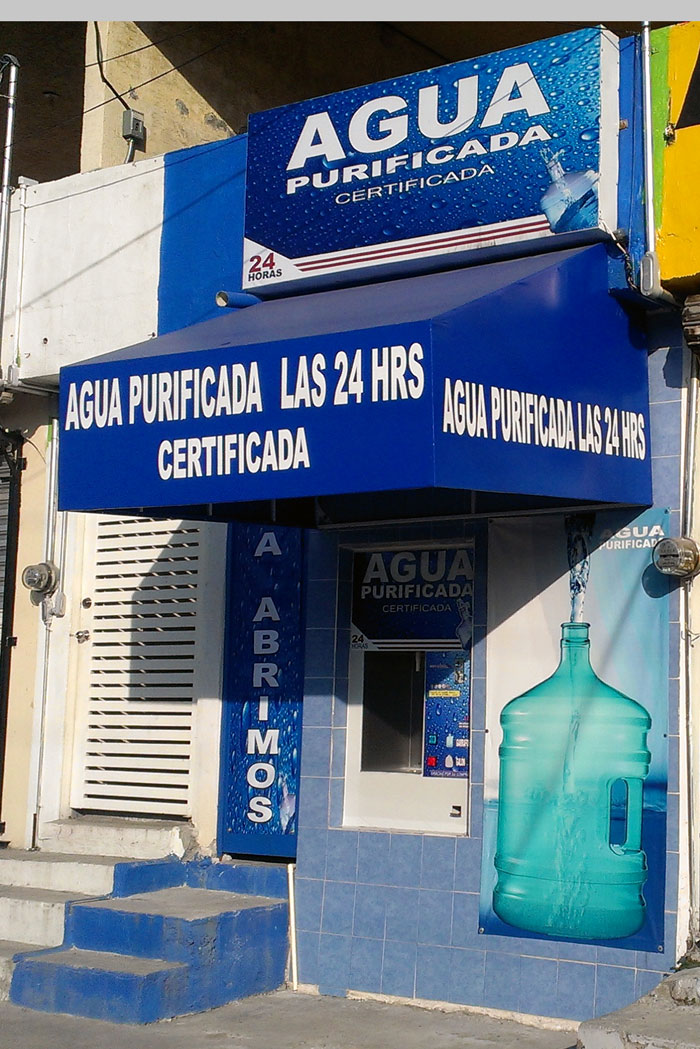 AGUA
PURIFICADA
CERTIFICADA
24
HORAS
AGUA PURIFICADA LAS 24 HRS
CERTIFICADA
AGUA PURIFICADA LAS 24 HRS
A ABRIMOS
AGUA
PURIFICADA
CERTIFICADA
24
HORAS
AGUA
PURIFICADA